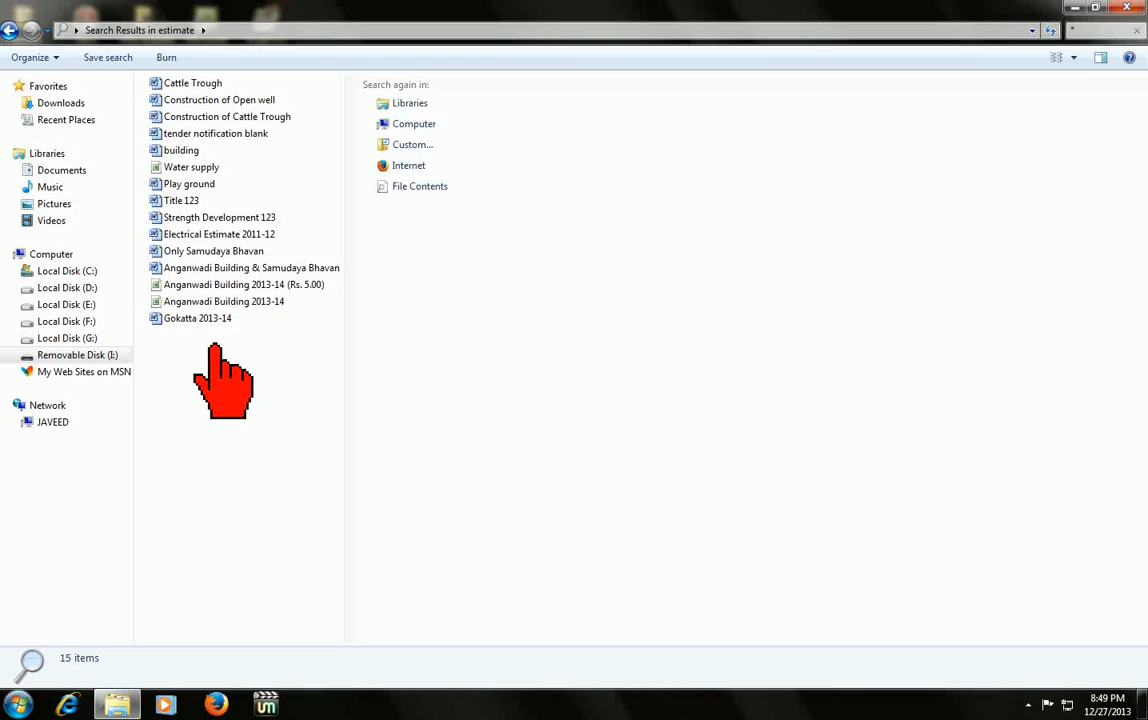 Search Results in estimate
*
Organize
Save search
Burn
Favorites
Downloads
Recent Places
Libraries
Documents
Music
Pictures
Videos
Computer
Local Disk (C:)
Local Disk (D:)
Local Disk (E:)
Local Disk (F:)
Local Disk (G:)
Removable Disk (I:)
My Web Sites on MSN
Network
JAVEED
Cattle Trough
Construction of Open well
Construction of Cattle Trough
tender notification blank
building
Water supply
Play ground
Title 123
Strength Development 123
Electrical Estimate 2011-12
Only Samudaya Bhavan
Anganwadi Building & Samudaya Bhavan
Anganwadi Building 2013-14 (Rs. 5.00)
Anganwadi Building 2013-14
Gokatta 2013-14
Search again in:
Libraries
Computer
Custom...
Internet
File Contents
15 items
um
8:49 PM
12/27/2013